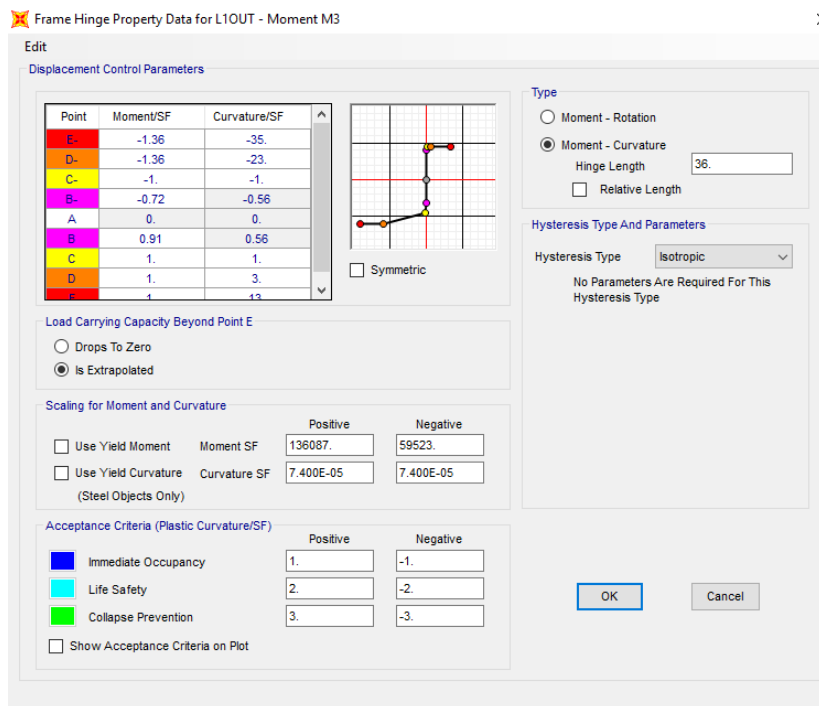 Frame Hinge Property Data for L1OUT - Moment M3
Edit
Displacement Control Parameters
Point Moment/SF Curvature/SF
E- -1.36 -35.
D- -1.36 -23.
C- -1. -1.
B- -0.72 -0.56
A 0. 0.
B 0.91 0.56
C 1. 1.
D 1. 3.
E 1. 13.
Symmetric
Load Carrying Capacity Beyond Point E
Drops To Zero
Is Extrapolated
Scaling for Moment and Curvature
Positive Negative
Use Yield Moment Moment SF 136087. 59523.
Use Yield Curvature Curvature SF 7.400E-05 7.400E-05
(Steel Objects Only)
Acceptance Criteria (Plastic Curvature/SF)
Positive Negative
Immediate Occupancy 1. -1.
Life Safety 2. -2.
Collapse Prevention 3. -3.
Show Acceptance Criteria on Plot
Type
Moment - Rotation
Moment - Curvature
Hinge Length 36.
Relative Length
Hysteresis Type And Parameters
Hysteresis Type Isotropic
No Parameters Are Required For This
Hysteresis Type
OK Cancel